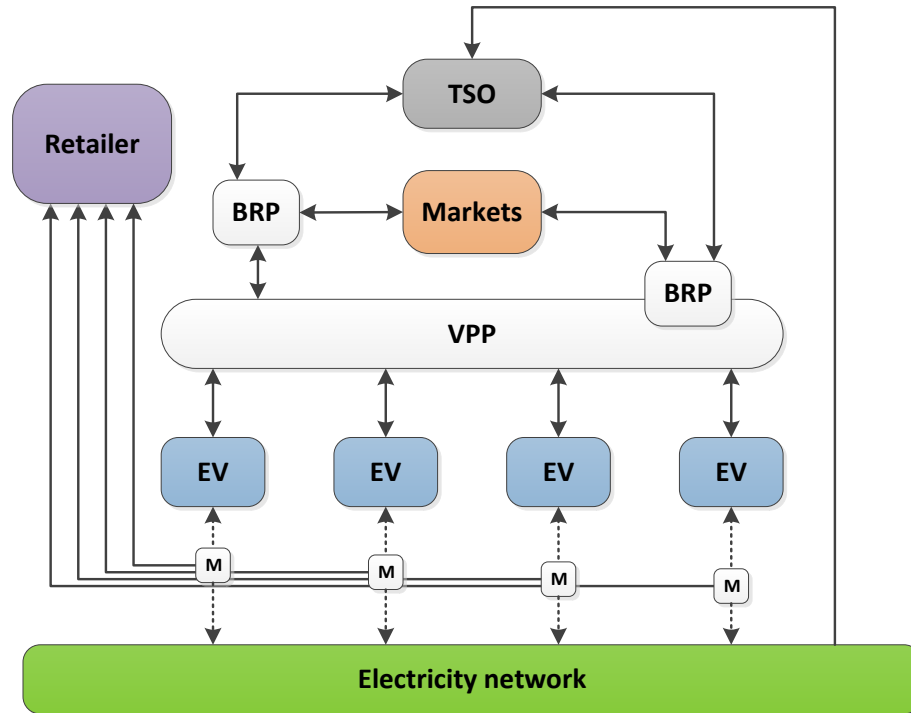 TSO
Retailer
BRP
Markets
BRP
VPP
EV
EV
EV
EV
M
M
M
M
Electricity network